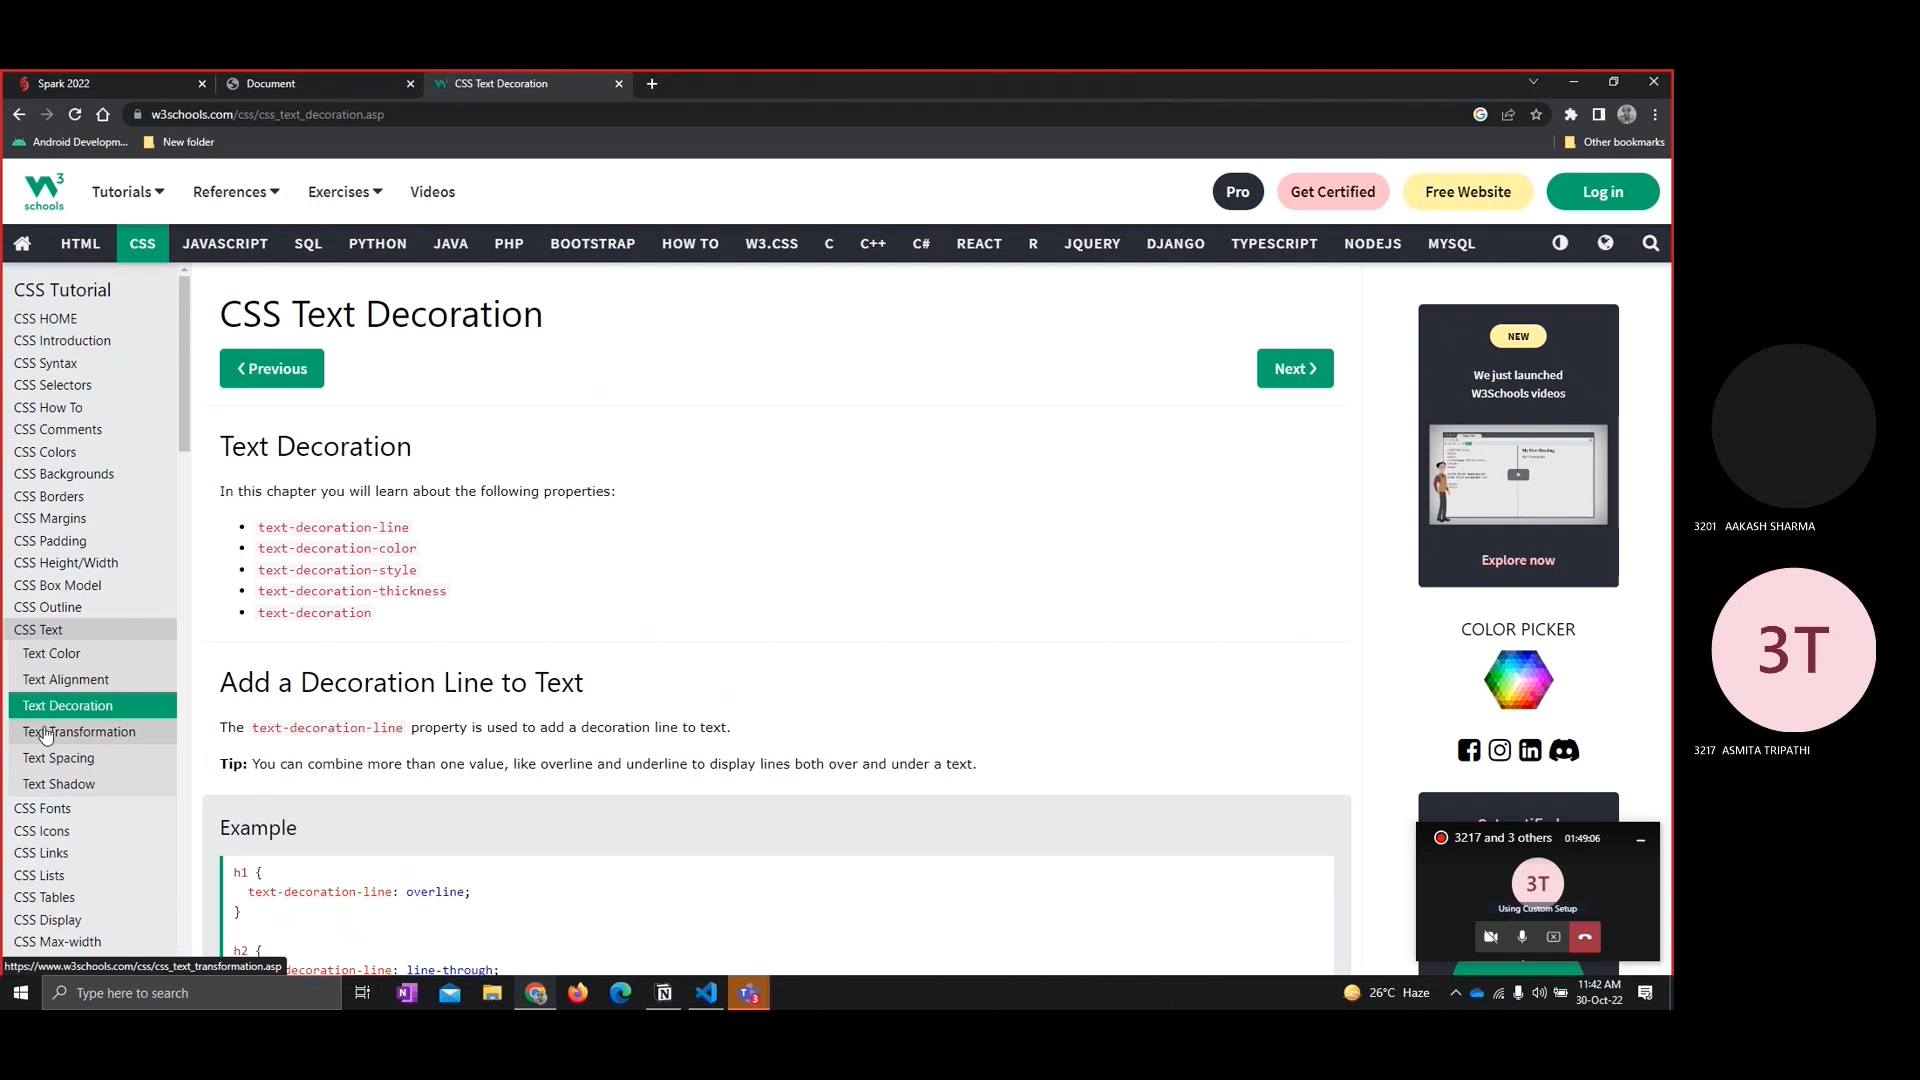 Spark 2022
Document
CSS Text Decoration
w3schools.com/css/css_text_decoration.asp
Android Developm...
New folder
Other bookmarks
3
schools
Tutorials
References
Exercises
Videos
Pro
Get Certified
Free Website
Log in
HTML
CSS
JAVASCRIPT
SQL
PYTHON
JAVA
PHP
BOOTSTRAP
HOW TO
W3.CSS
C
C++
C#
REACT
R
JQUERY
DJANGO
TYPESCRIPT
NODEJS
MYSQL
CSS Tutorial
CSS HOME
CSS Introduction
CSS Syntax
CSS Selectors
CSS How To
CSS Comments
CSS Colors
CSS Backgrounds
CSS Borders
CSS Margins
CSS Padding
CSS Height/Width
CSS Box Model
CSS Outline
CSS Text
Text Color
Text Alignment
Text Decoration
Text Transformation
Text Spacing
Text Shadow
CSS Fonts
CSS Icons
CSS Links
CSS Lists
CSS Tables
CSS Display
CSS Max-width
https://www.w3schools.com/css/css_text_transformation.asp
CSS Text Decoration
❮ Previous
Next ❯
Text Decoration
In this chapter you will learn about the following properties:
• text-decoration-line
• text-decoration-color
• text-decoration-style
• text-decoration-thickness
• text-decoration
Add a Decoration Line to Text
The text-decoration-line property is used to add a decoration line to text.
Tip: You can combine more than one value, like overline and underline to display lines both over and under a text.
Example
h1 {
text-decoration-line: overline;
}
h2 {
decoration-line: line-through;
NEW
We just launched
W3Schools videos
Explore now
COLOR PICKER
3217 and 3 others
01:49:06
3T
Using Custom Setup
3201 AAKASH SHARMA
3T
3217 ASMITA TRIPATHI
Type here to search
26°C Haze
11:42 AM
30-Oct-22